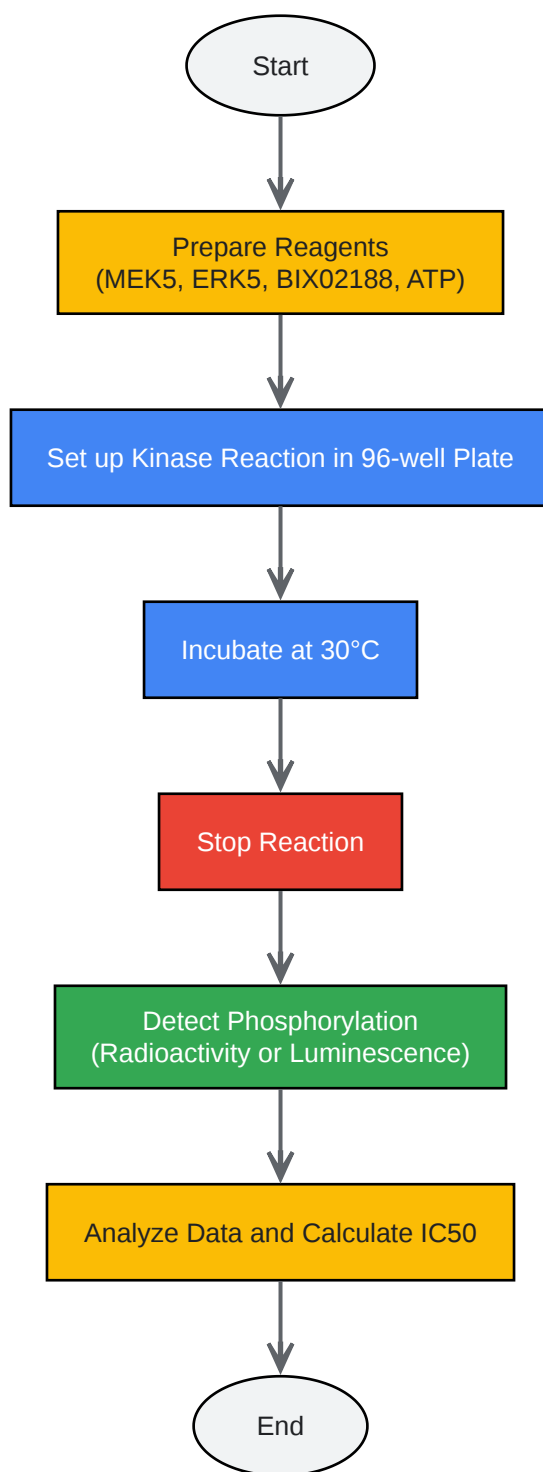 Start
Prepare Reagents
(MEK5, ERK5, BIX02188, ATP)
Set up Kinase Reaction in 96-well Plate
Incubate at 30°C
Stop Reaction
Detect Phosphorylation
(Radioactivity or Luminescence)
Analyze Data and Calculate IC50
End